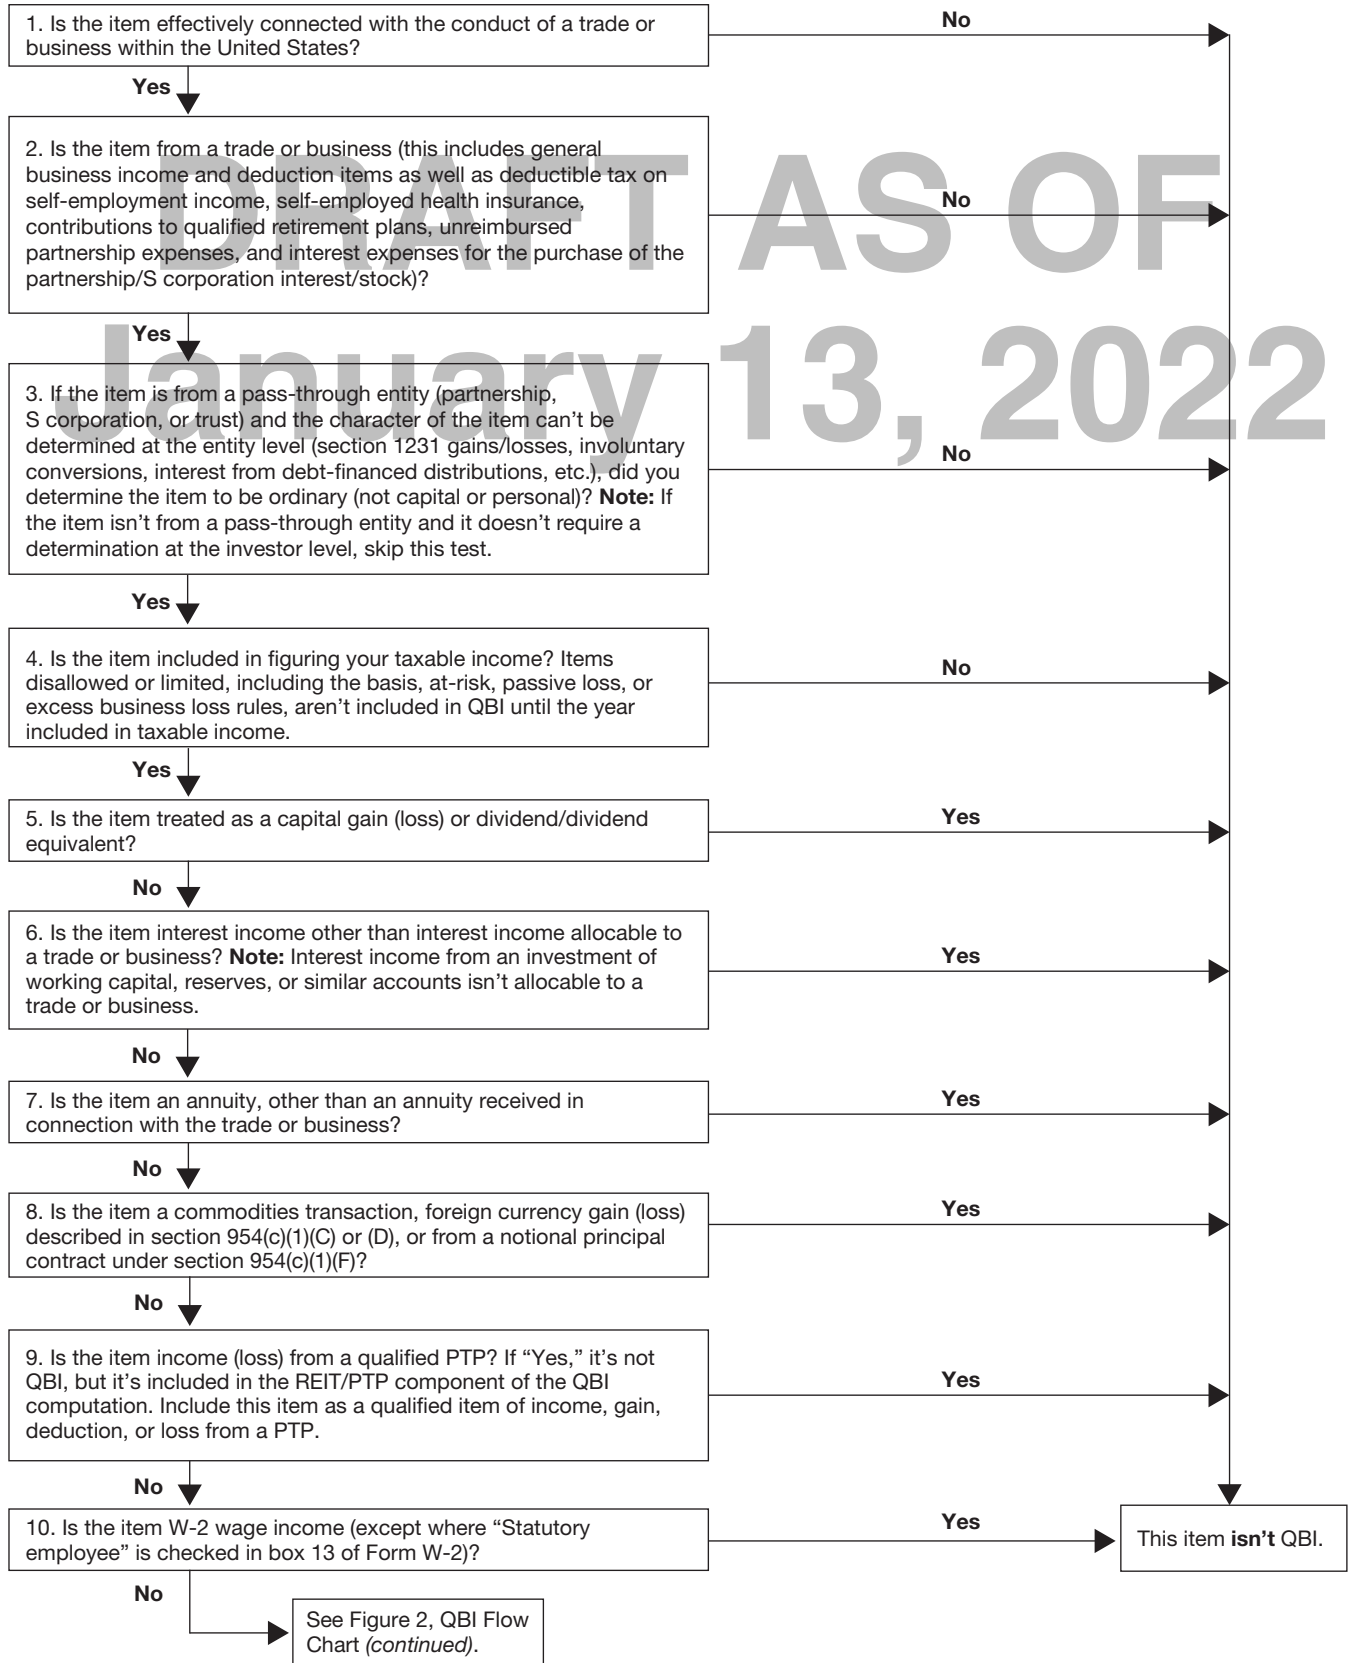 1. Is the item effectively connected with the conduct of a trade or
business within the United States?
No
Yes
2. Is the item from a trade or business (this includes general
business income and deduction items as well as deductible tax on
self-employment income, self-employed health insurance,
contributions to qualified retirement plans, unreimbursed
partnership expenses, and interest expenses for the purchase of the
partnership/S corporation interest/stock)?
No
DRAFT AS OF
Yes
January 13, 2022
3. If the item is from a pass-through entity (partnership,
S corporation, or trust) and the character of the item can’t be
determined at the entity level (section 1231 gains/losses, involuntary
conversions, interest from debt-financed distributions, etc.), did you
determine the item to be ordinary (not capital or personal)? Note: If
the item isn’t from a pass-through entity and it doesn’t require a
determination at the investor level, skip this test.
No
Yes
4. Is the item included in figuring your taxable income? Items
disallowed or limited, including the basis, at-risk, passive loss, or
excess business loss rules, aren’t included in QBI until the year
included in taxable income.
No
Yes
5. Is the item treated as a capital gain (loss) or dividend/dividend
equivalent?
Yes
No
6. Is the item interest income other than interest income allocable to
a trade or business? Note: Interest income from an investment of
working capital, reserves, or similar accounts isn’t allocable to a
trade or business.
Yes
No
7. Is the item an annuity, other than an annuity received in
connection with the trade or business?
Yes
No
8. Is the item a commodities transaction, foreign currency gain (loss)
described in section 954(c)(1)(C) or (D), or from a notional principal
contract under section 954(c)(1)(F)?
Yes
No
9. Is the item income (loss) from a qualified PTP? If “Yes,” it’s not
QBI, but it’s included in the REIT/PTP component of the QBI
computation. Include this item as a qualified item of income, gain,
deduction, or loss from a PTP.
Yes
No
10. Is the item W-2 wage income (except where “Statutory
employee” is checked in box 13 of Form W-2)?
Yes
This item isn’t QBI.
No
See Figure 2, QBI Flow
Chart (continued).